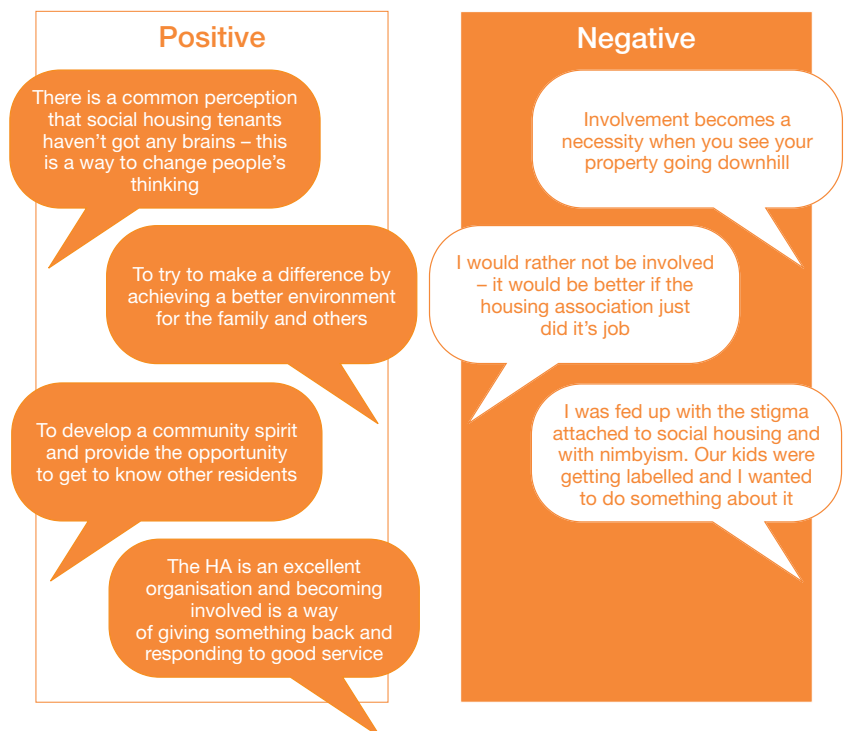 Positive
There is a common perception
that social housing tenants
haven’t got any brains – this
is a way to change people’s
thinking
To try to make a difference by
achieving a better environment
for the family and others
To develop a community spirit
and provide the opportunity
to get to know other residents
The HA is an excellent
organisation and becoming
involved is a way
of giving something back and
responding to good service
Negative
Involvement becomes a
necessity when you see your
property going downhill
I would rather not be involved
– it would be better if the
housing association just
did it’s job
I was fed up with the stigma
attached to social housing and
with nimbyism. Our kids were
getting labelled and I wanted
to do something about it